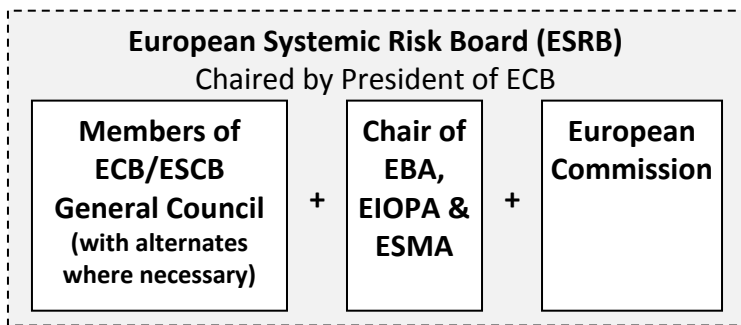 European Systemic Risk Board (ESRB)
Chaired by President of ECB
Members of
ECB/ESCB
General Council
(with alternates
where necessary)
+
Chair of
EBA,
EIOPA &
ESMA
+
European
Commission